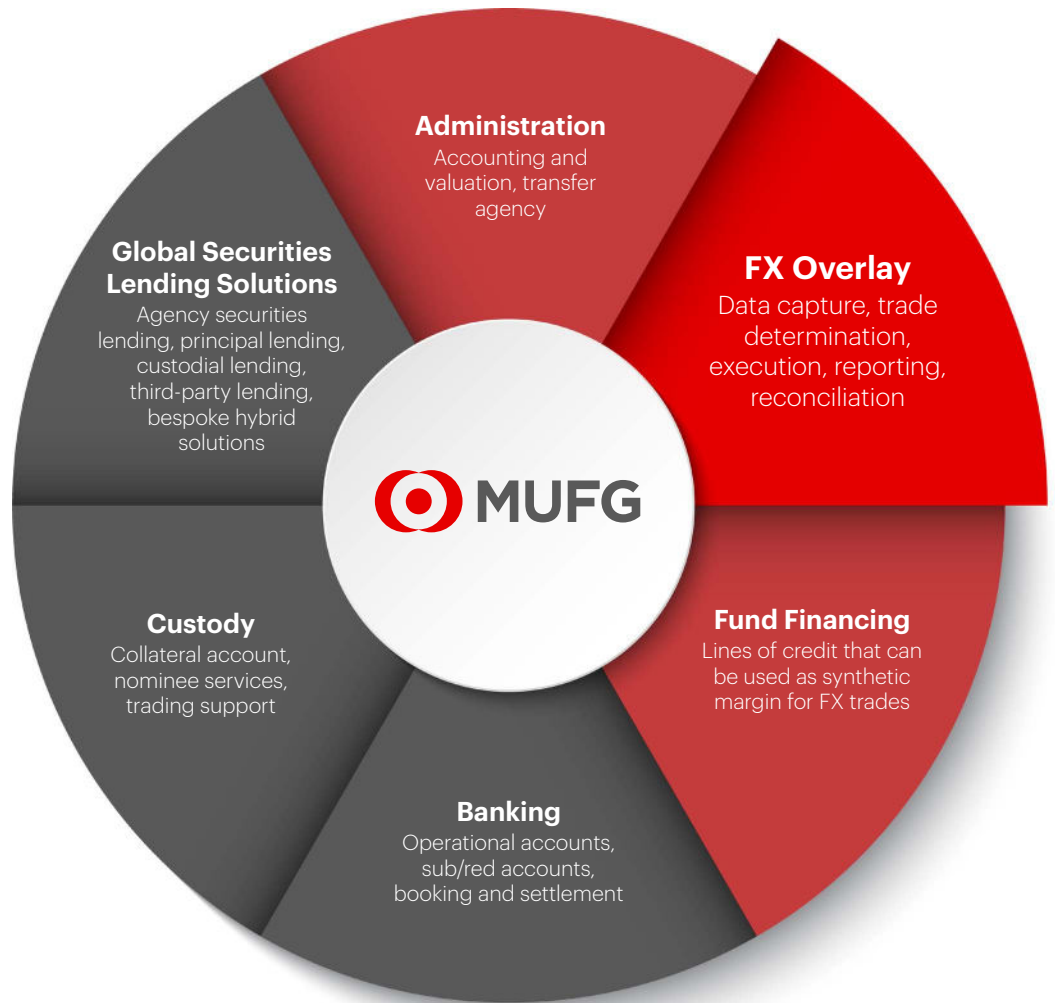 Administration
Accounting and
valuation, transfer
agency
FX Overlay
Data capture, trade
determination,
execution, reporting,
reconciliation
Fund Financing
Lines of credit that can
be used as synthetic
margin for FX trades
Banking
Operational accounts,
sub/red accounts,
booking and settlement
Custody
Collateral account,
nominee services,
trading support
Global Securities
Lending Solutions
Agency securities
lending, principal lending,
custodial lending,
third-party lending,
bespoke hybrid
solutions
MUFG